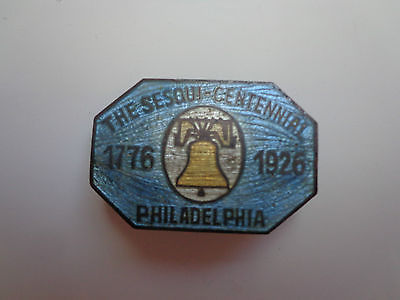 THE SESQUI-CENTENNIAL
1776 1926
PHILADELPHIA